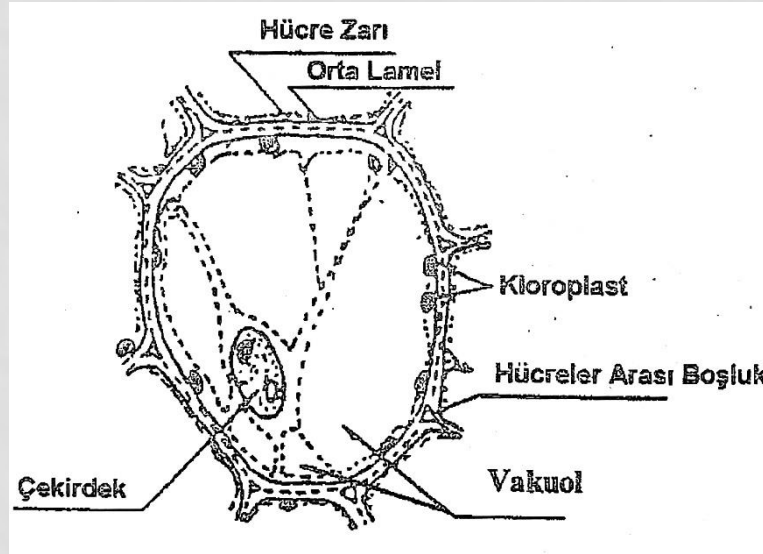 Hücre Zarı
Orta Lamel
Kloroplast
Hücreler Arası Boşluk
Vakuol
Çekirdek